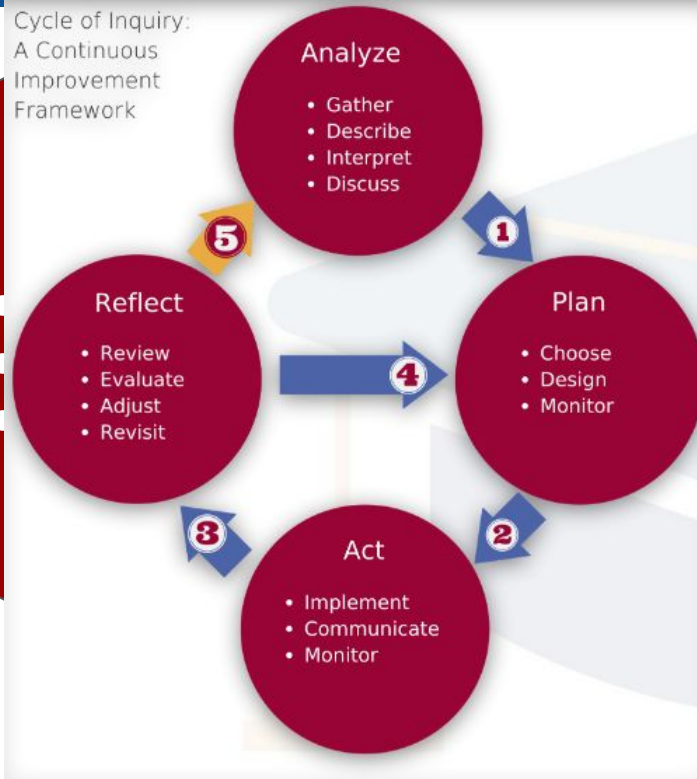 Cycle of Inquiry:
A Continuous
Improvement
Framework
Analyze
• Gather
• Describe
• Interpret
• Discuss
1
Plan
• Choose
• Design
• Monitor
2
Act
• Implement
• Communicate
• Monitor
3
Reflect
• Review
• Evaluate
• Adjust
• Revisit
4
5